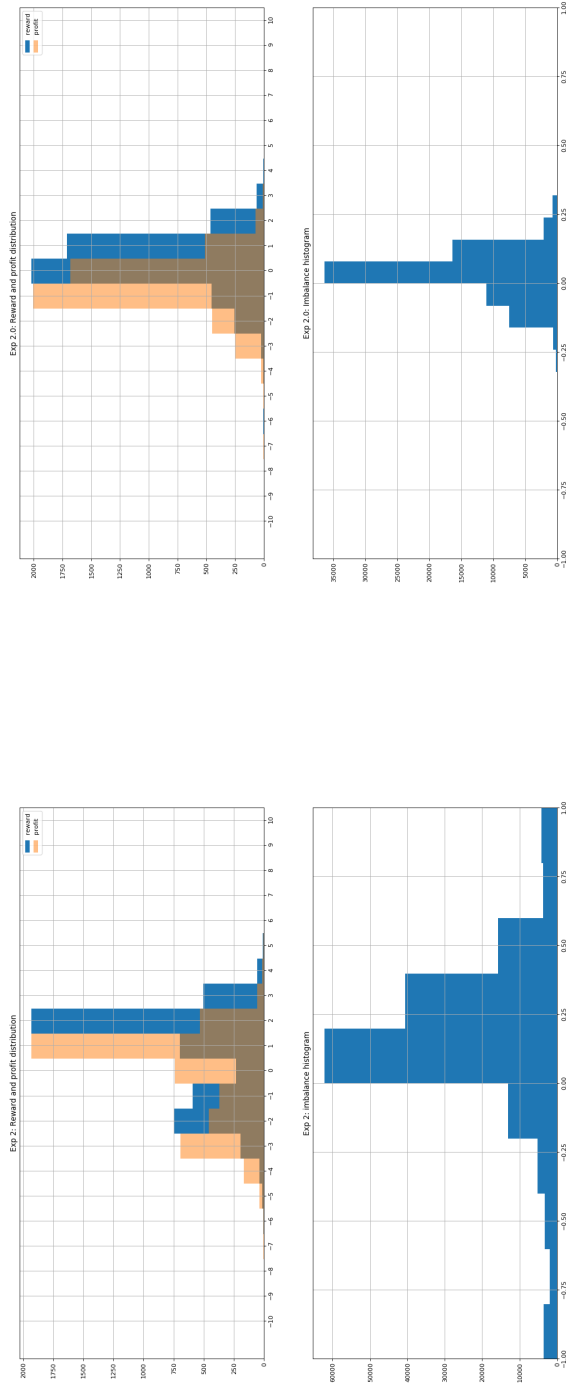 Exp 2: Reward and profit distribution
reward
profit
2000
1750
1500
1250
1000
750
500
250
0
−10 −9 −8 −7 −6 −5 −4 −3 −2 −1 0 1 2 3 4 5 6 7 8 9 10
Exp 2.0: Reward and profit distribution
reward
profit
2000
1750
1500
1250
1000
750
500
250
0
−10 −9 −8 −7 −6 −5 −4 −3 −2 −1 0 1 2 3 4 5 6 7 8 9 10
Exp 2: imbalance histogram
60000
50000
40000
30000
20000
10000
0
−1.00 −0.75 −0.50 −0.25 0.00 0.25 0.50 0.75 1.00
Exp 2.0: Imbalance histogram
35000
30000
25000
20000
15000
10000
5000
0
−1.00 −0.75 −0.50 −0.25 0.00 0.25 0.50 0.75 1.00